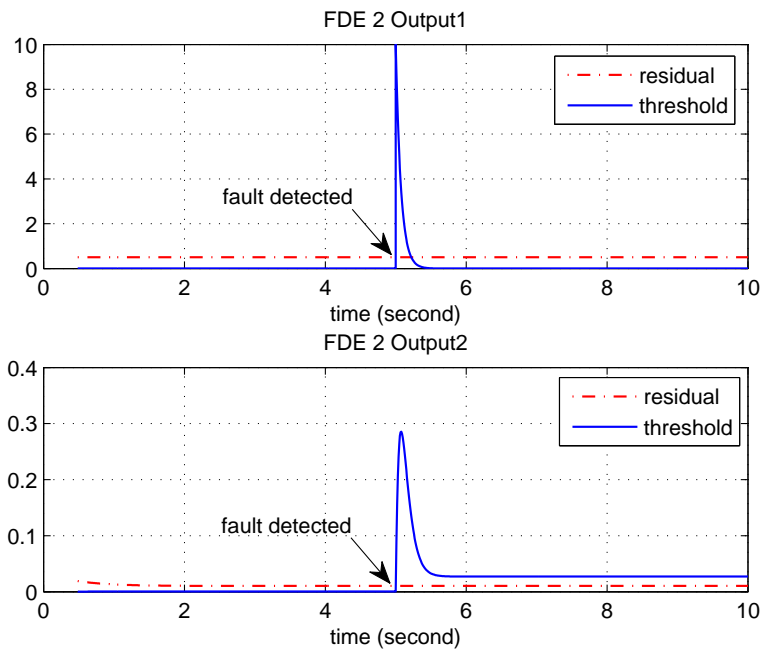 FDE 2 Output1
10
8
6
4
2
0
residual
threshold
fault detected
0 2 4 6 8 10
time (second)
FDE 2 Output2
0.4
0.3
0.2
0.1
0
residual
threshold
fault detected
0 2 4 6 8 10
time (second)